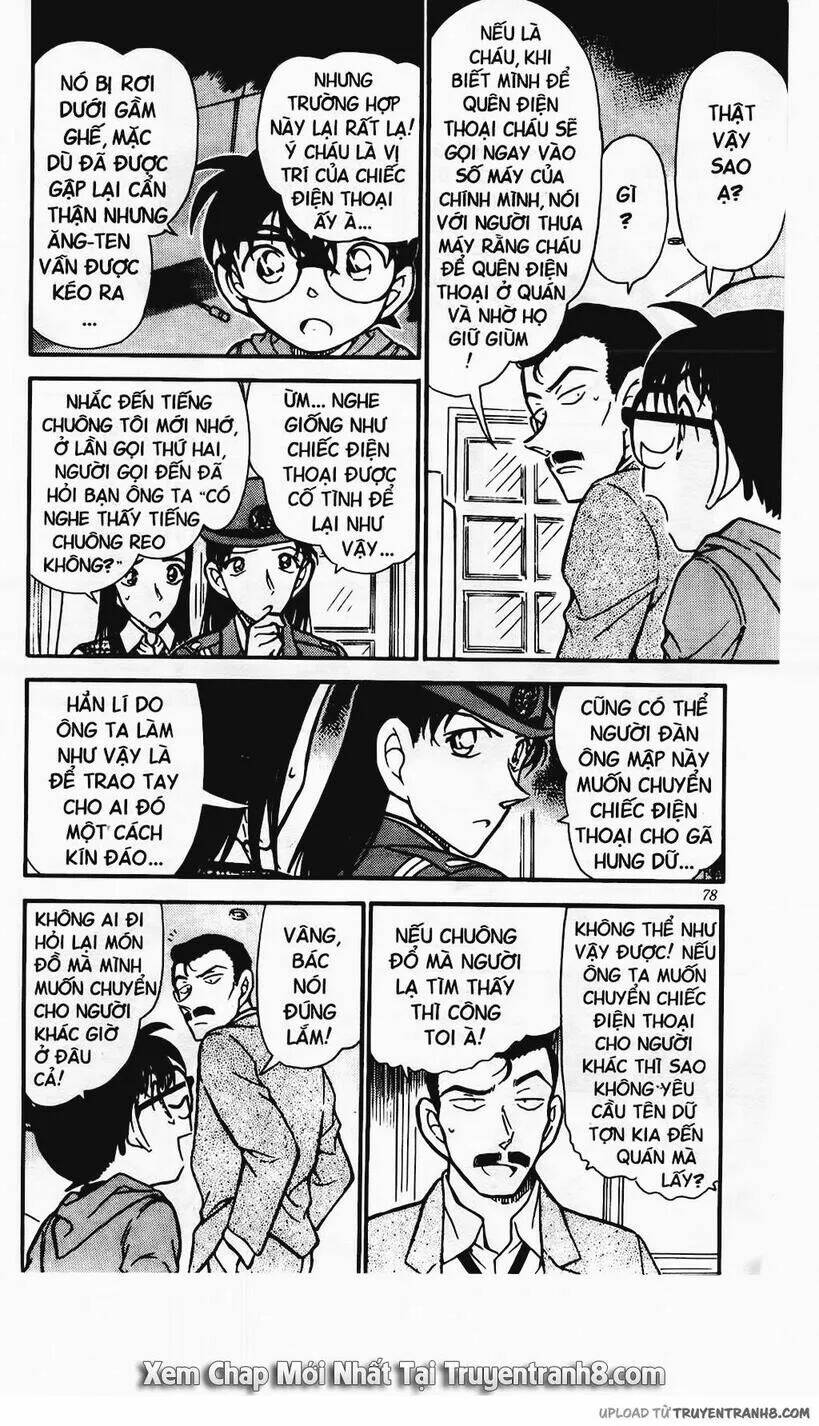 THẬT
VẬY
SAO
Ạ?
GÌ
?
NẾU LÀ
CHÁU, KHI
BIẾT MÌNH ĐỂ
QUÊN ĐIỆN
THOẠI CHÁU SẼ
GỌI NGAY VÀO
SỐ MÁY CỦA
CHÍNH MÌNH, NÓI
VỚI NGƯỜI THƯA
MÁY RẰNG CHÁU
ĐỂ QUÊN ĐIỆN
THOẠI Ở QUÁN
VÀ NHỜ HỌ
GIỮ GIÙM
!
NHƯNG
TRƯỜNG HỢP
NÀY LẠI RẤT LẠ!
Ý CHÁU LÀ VỊ
TRÍ CỦA CHIẾC
ĐIỆN THOẠI
ẤY À...
NÓ BỊ RƠI
DƯỚI GẦM
GHẾ, MẶC
DÙ ĐÃ ĐƯỢC
GẬP LẠI CẨN
THẬN NHƯNG
ĂNG-TEN
VẪN ĐƯỢC
KÉO RA
...
ỪM... NGHE
GIỐNG NHƯ
CHIẾC ĐIỆN
THOẠI ĐƯỢC
CỐ TÌNH ĐỂ
LẠI NHƯ
VẬY...
NHẮC ĐẾN TIẾNG
CHUÔNG TÔI MỚI NHỚ,
Ở LẦN GỌI THỨ HAI,
NGƯỜI GỌI ĐẾN ĐÃ
HỎI BẠN ÔNG TA "CÓ
NGHE THẤY TIẾNG
CHUÔNG REO
KHÔNG?"
CŨNG CÓ THỂ
NGƯỜI ĐÀN
ÔNG MẬP NÀY
MUỐN CHUYỂN
CHIẾC ĐIỆN
THOẠI CHO GÃ
HUNG DỮ...
HẲN LÍ DO
ÔNG TA LÀM
NHƯ VẬY LÀ
ĐỂ TRAO TAY
CHO AI ĐÓ
MỘT CÁCH
KÍN ĐÁO...
78
KHÔNG THỂ NHƯ
VẬY ĐƯỢC! NẾU
ÔNG TA MUỐN
CHUYỂN CHIẾC
ĐIỆN THOẠI
CHO NGƯỜI
KHÁC THÌ SAO
KHÔNG YÊU
CẦU TÊN DỮ
TỢN KIA ĐẾN
QUÁN MÀ
LẤY?
NẾU CHUÔNG
ĐỔ MÀ NGƯỜI
LẠ TÌM THẤY
THÌ CÔNG
TOI À!
VÂNG,
BÁC
NÓI
ĐÚNG
LẮM!
KHÔNG AI ĐI
HỎI LẠI MÓN
ĐỒ MÀ MÌNH
MUỐN CHUYỂN
CHO NGƯỜI
KHÁC GIỜ
Ở ĐÂU
CẢ!
Xem Chap Mới Nhất Tại Truyentranh8.com
UPLOAD TỪ TRUYENTRANH8.COM